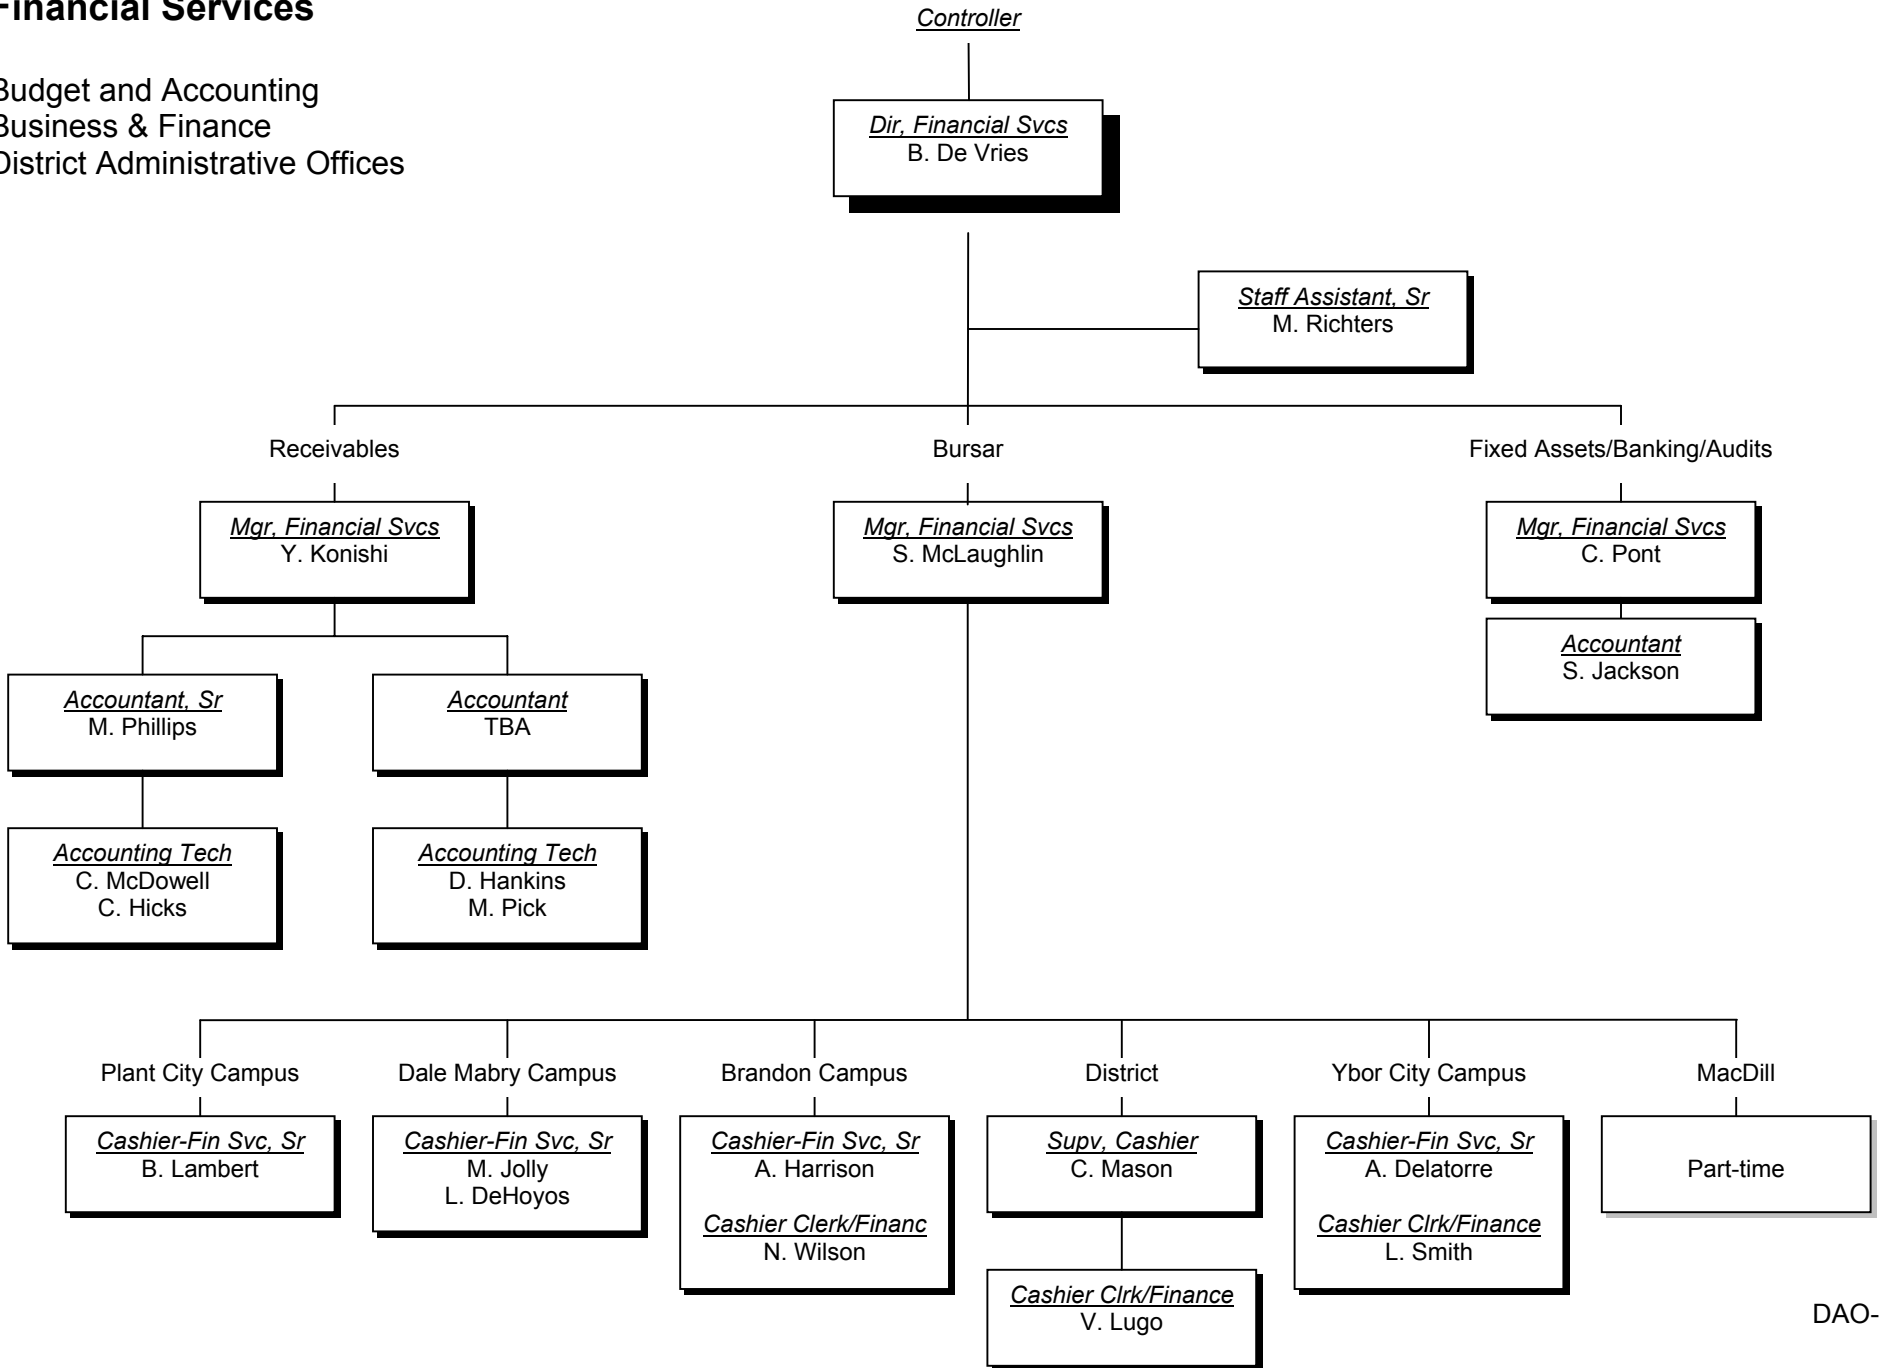 Financial Services
Budget and Accounting
Business & Finance
District Administrative Offices
Controller
Dir, Financial Svcs
B. De Vries
Staff Assistant, Sr
M. Richters
Receivables
Bursar
Fixed Assets/Banking/Audits
Mgr, Financial Svcs
Y. Konishi
Mgr, Financial Svcs
S. McLaughlin
Mgr, Financial Svcs
C. Pont
Accountant
S. Jackson
Accountant, Sr
M. Phillips
Accountant
TBA
Accounting Tech
C. McDowell
C. Hicks
Accounting Tech
D. Hankins
M. Pick
Plant City Campus
Dale Mabry Campus
Brandon Campus
District
Ybor City Campus
MacDill
Cashier-Fin Svc, Sr
B. Lambert
Cashier-Fin Svc, Sr
M. Jolly
L. DeHoyos
Cashier-Fin Svc, Sr
A. Harrison
Cashier Clerk/Financ
N. Wilson
Supv, Cashier
C. Mason
Cashier Clrk/Finance
V. Lugo
Cashier-Fin Svc, Sr
A. Delatorre
Cashier Clrk/Finance
L. Smith
Part-time
DAO-